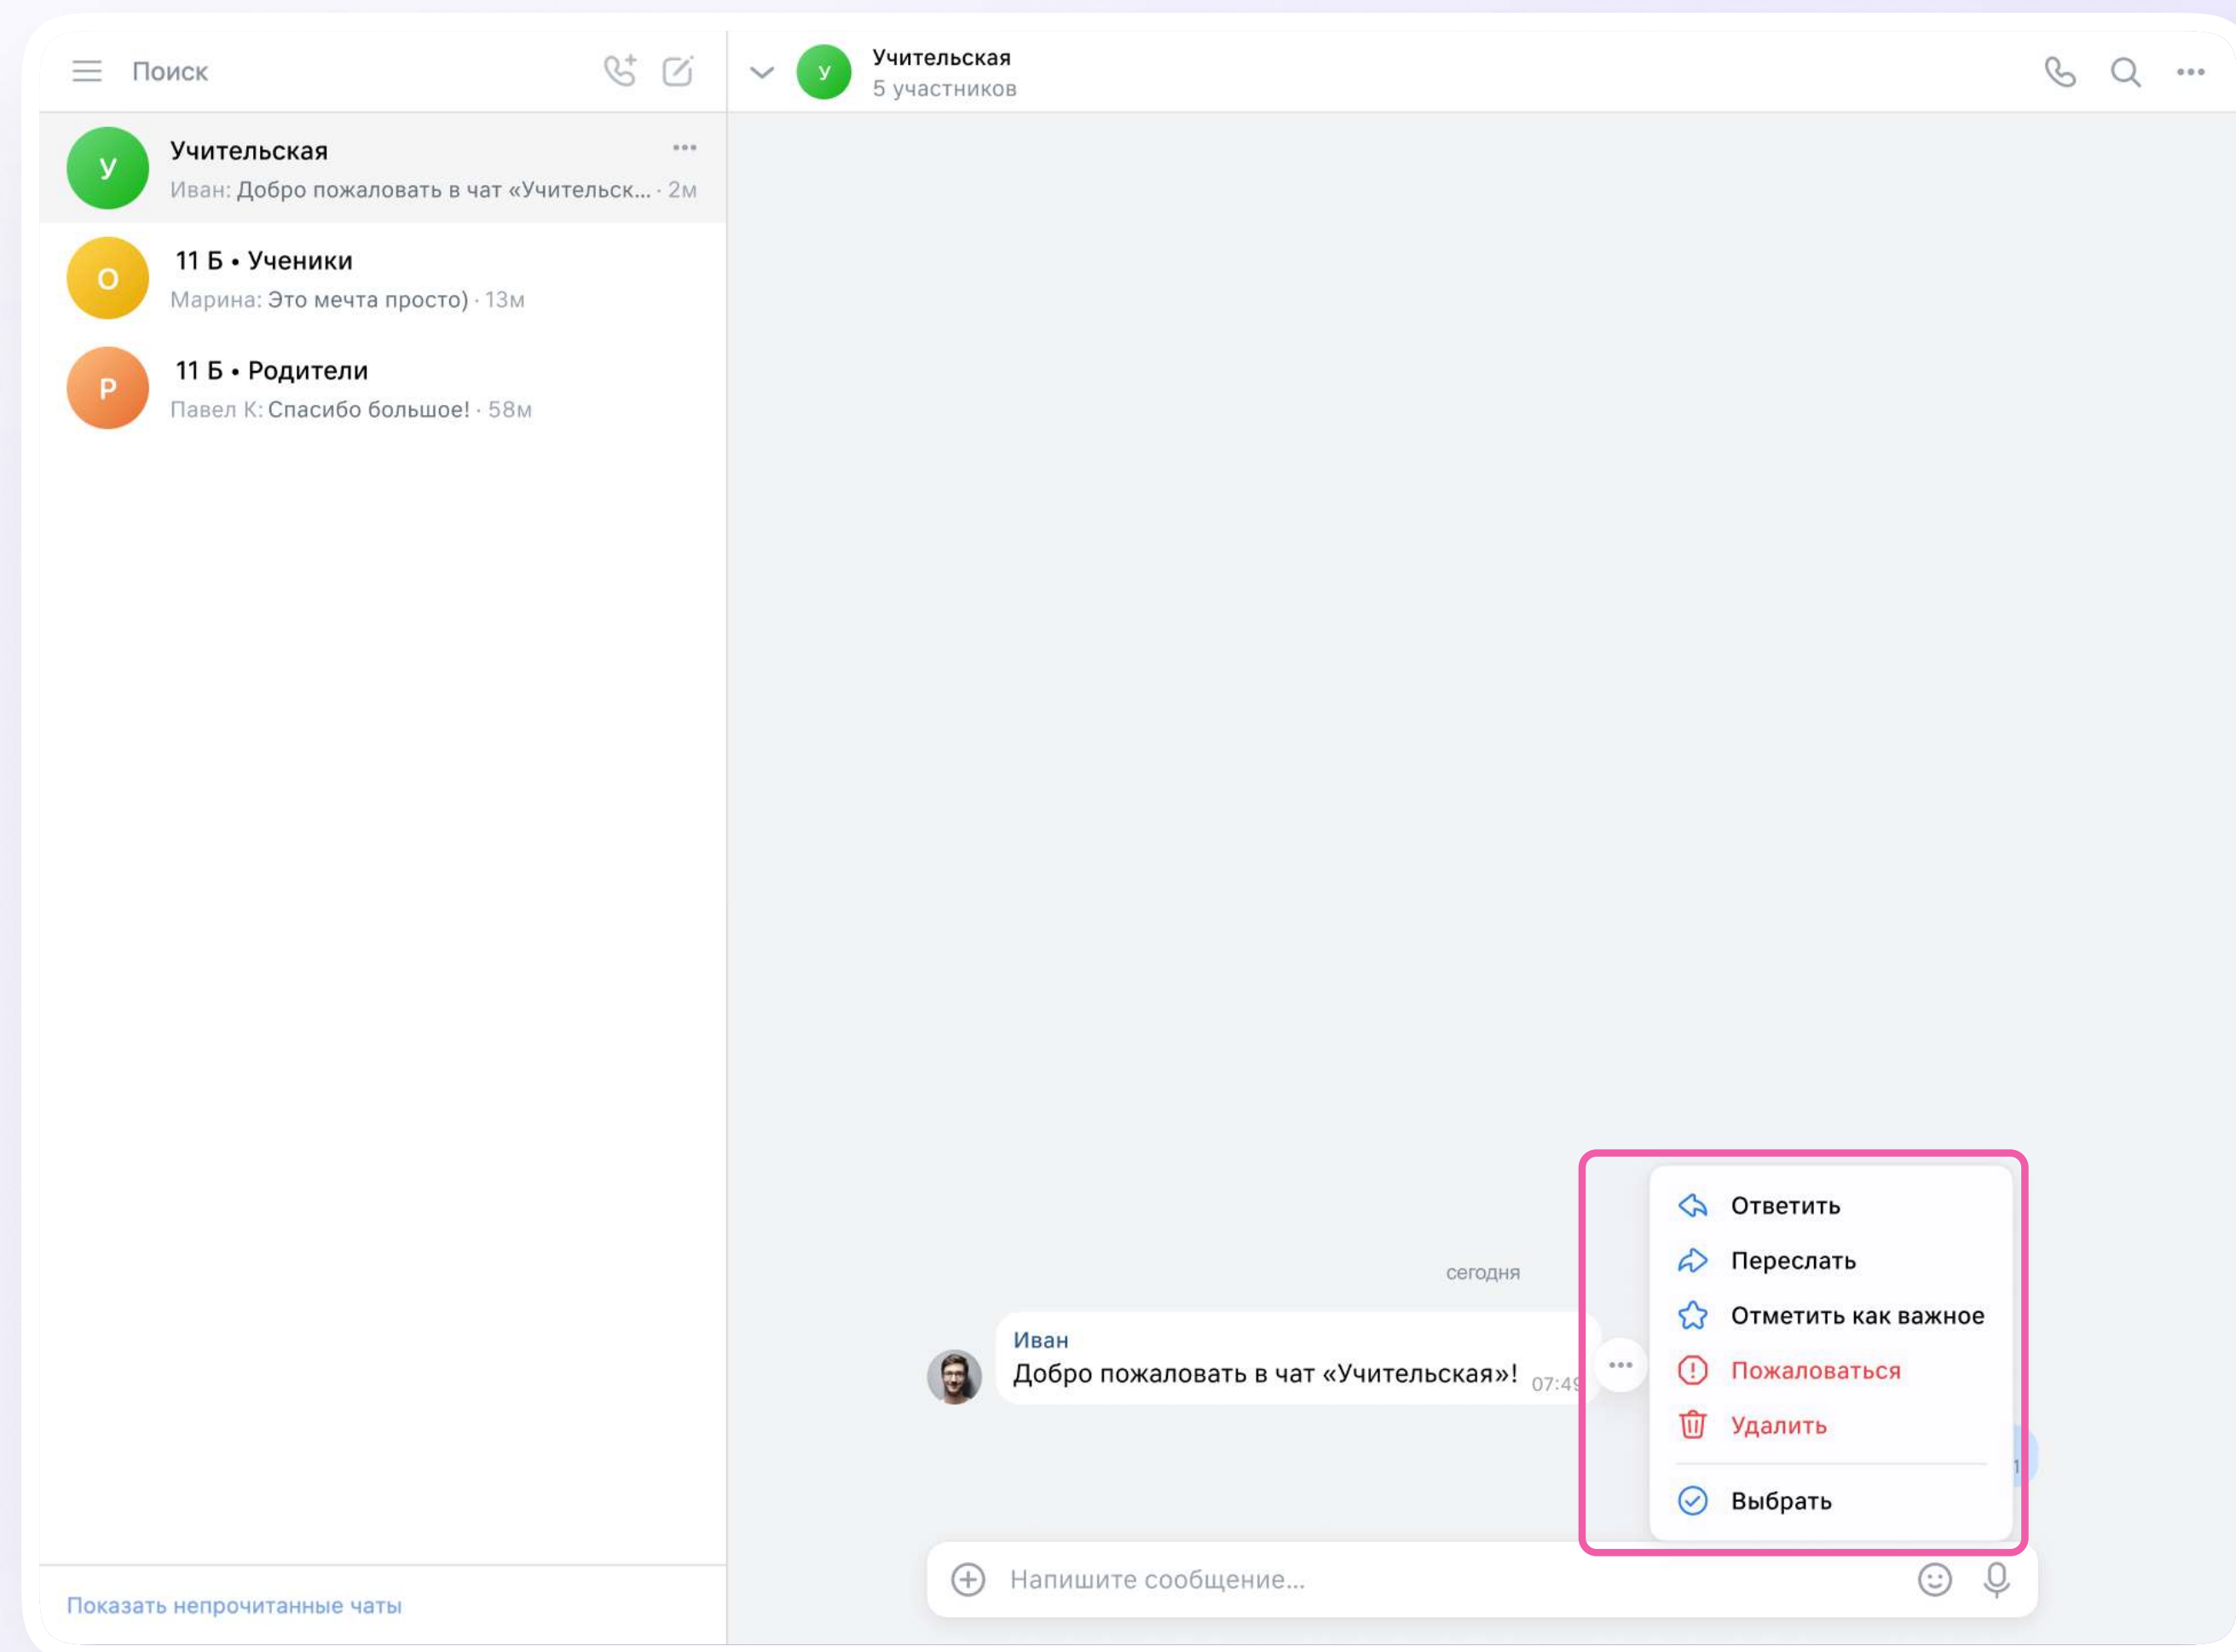 Поиск
У
Учительская
5 участников
У
Учительская
Иван: Добро пожаловать в чат «Учительск... · 2м
О
11 Б • Ученики
Марина: Это мечта просто) · 13м
Р
11 Б • Родители
Павел К: Спасибо большое! · 58м
сегодня
Иван
Добро пожаловать в чат «Учительская»! 07:49
Ответить
Переслать
Отметить как важное
Пожаловаться
Удалить
Выбрать
Напишите сообщение...
Показать непрочитанные чаты